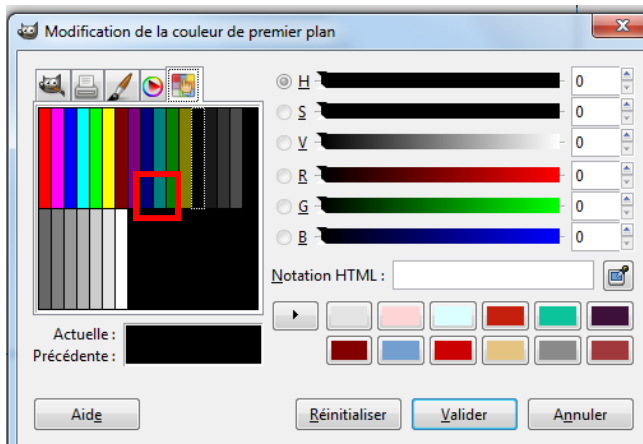 Modification de la couleur de premier plan
H 0
S 0
V 0
R 0
G 0
B 0
Notation HTML :
Actuelle :
Précédente :
Aide
Réinitialiser
Valider
Annuler